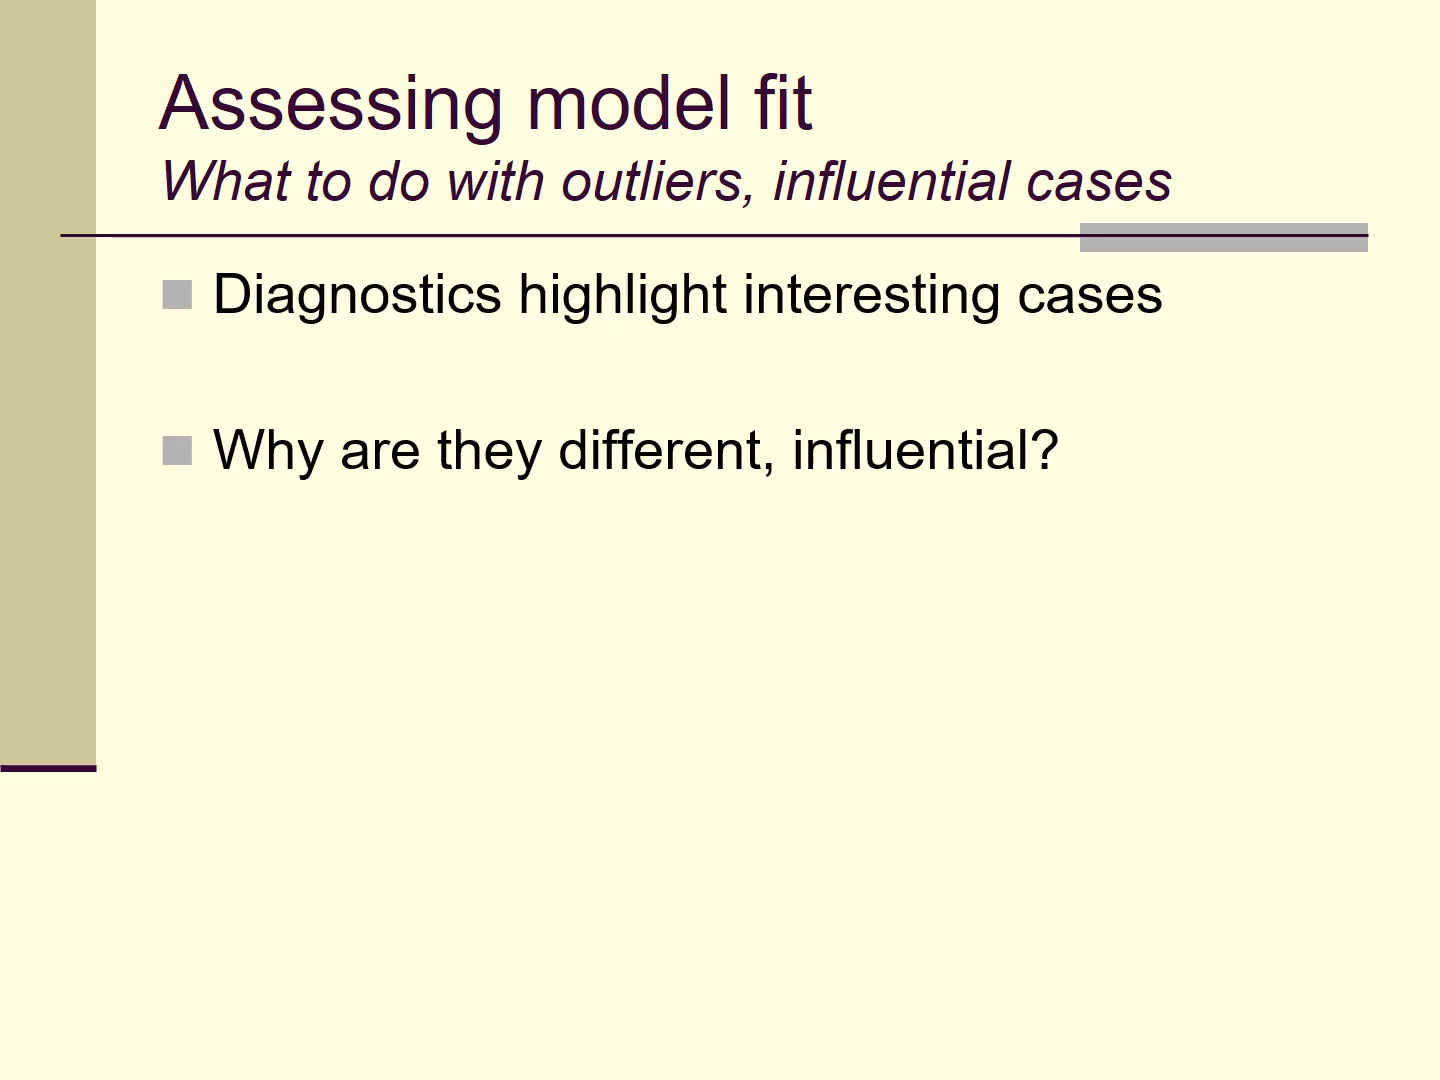 Assessing model fit
What to do with outliers, influential cases
Diagnostics highlight interesting cases
Why are they different, influential?